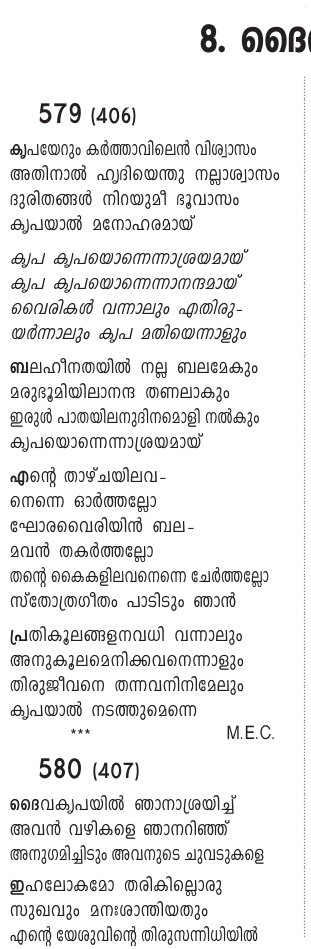 8. ദൈ
579 (406)
കൃപയേറും കർത്താവിലെൻ വിശ്വാസം
അതിനാൽ ഹൃദിയെന്തു നല്ലാശ്വാസം
ദുരിതങ്ങൾ നിറയുമീ ഭൂവാസം
കൃപയാൽ മനോഹരമായ്
കൃപ കൃപയൊന്നെന്നാശ്രയമായ്
കൃപ കൃപയൊന്നെന്നാനന്ദമായ്
വൈരികൾ വന്നാലും എതിരു-
യർന്നാലും കൃപ മതിയെന്നാളും
ബലഹീനതയിൽ നല്ല ബലമേകും
മരുഭൂമിയിലാനന്ദ തണലാകും
ഇരുൾ പാതയിലനുദിനമൊളി നൽകും
കൃപയൊന്നെന്നാശ്രയമായ്
എന്റെ താഴ്ചയിലവ-
നെന്നെ ഓർത്തല്ലോ
ഘോരവൈരിയിൻ ബല-
മവൻ തകർത്തല്ലോ
തന്റെ കൈകളിലവനെന്നെ ചേർത്തല്ലോ
സ്തോത്രഗീതം പാടിടും ഞാൻ
പ്രതികൂലങ്ങളനവധി വന്നാലും
അനുകൂലമെനിക്കവനെന്നാളും
തിരുജീവനെ തന്നവനിനിമേലും
കൃപയാൽ നടത്തുമെന്നെ
*** M.E.C.
580 (407)
ദൈവകൃപയിൽ ഞാനാശ്രയിച്ച്
അവൻ വഴികളെ ഞാനറിഞ്ഞ്
അനുഗമിച്ചിടും അവനുടെ ചുവടുകളെ
ഇഹലോകമോ തരികില്ലൊരു
സുഖവും മനഃശാന്തിയതും
എന്റെ യേശുവിന്റെ തിരുസന്നിധിയിൽ